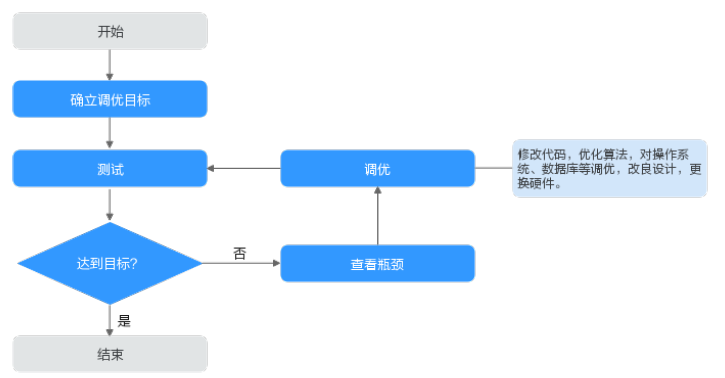 开始
确立调优目标
测试
调优
修改代码，优化算法，对操作系
统、数据库等调优，改良设计，更
换硬件。
达到目标?
否
查看瓶颈
是
结束